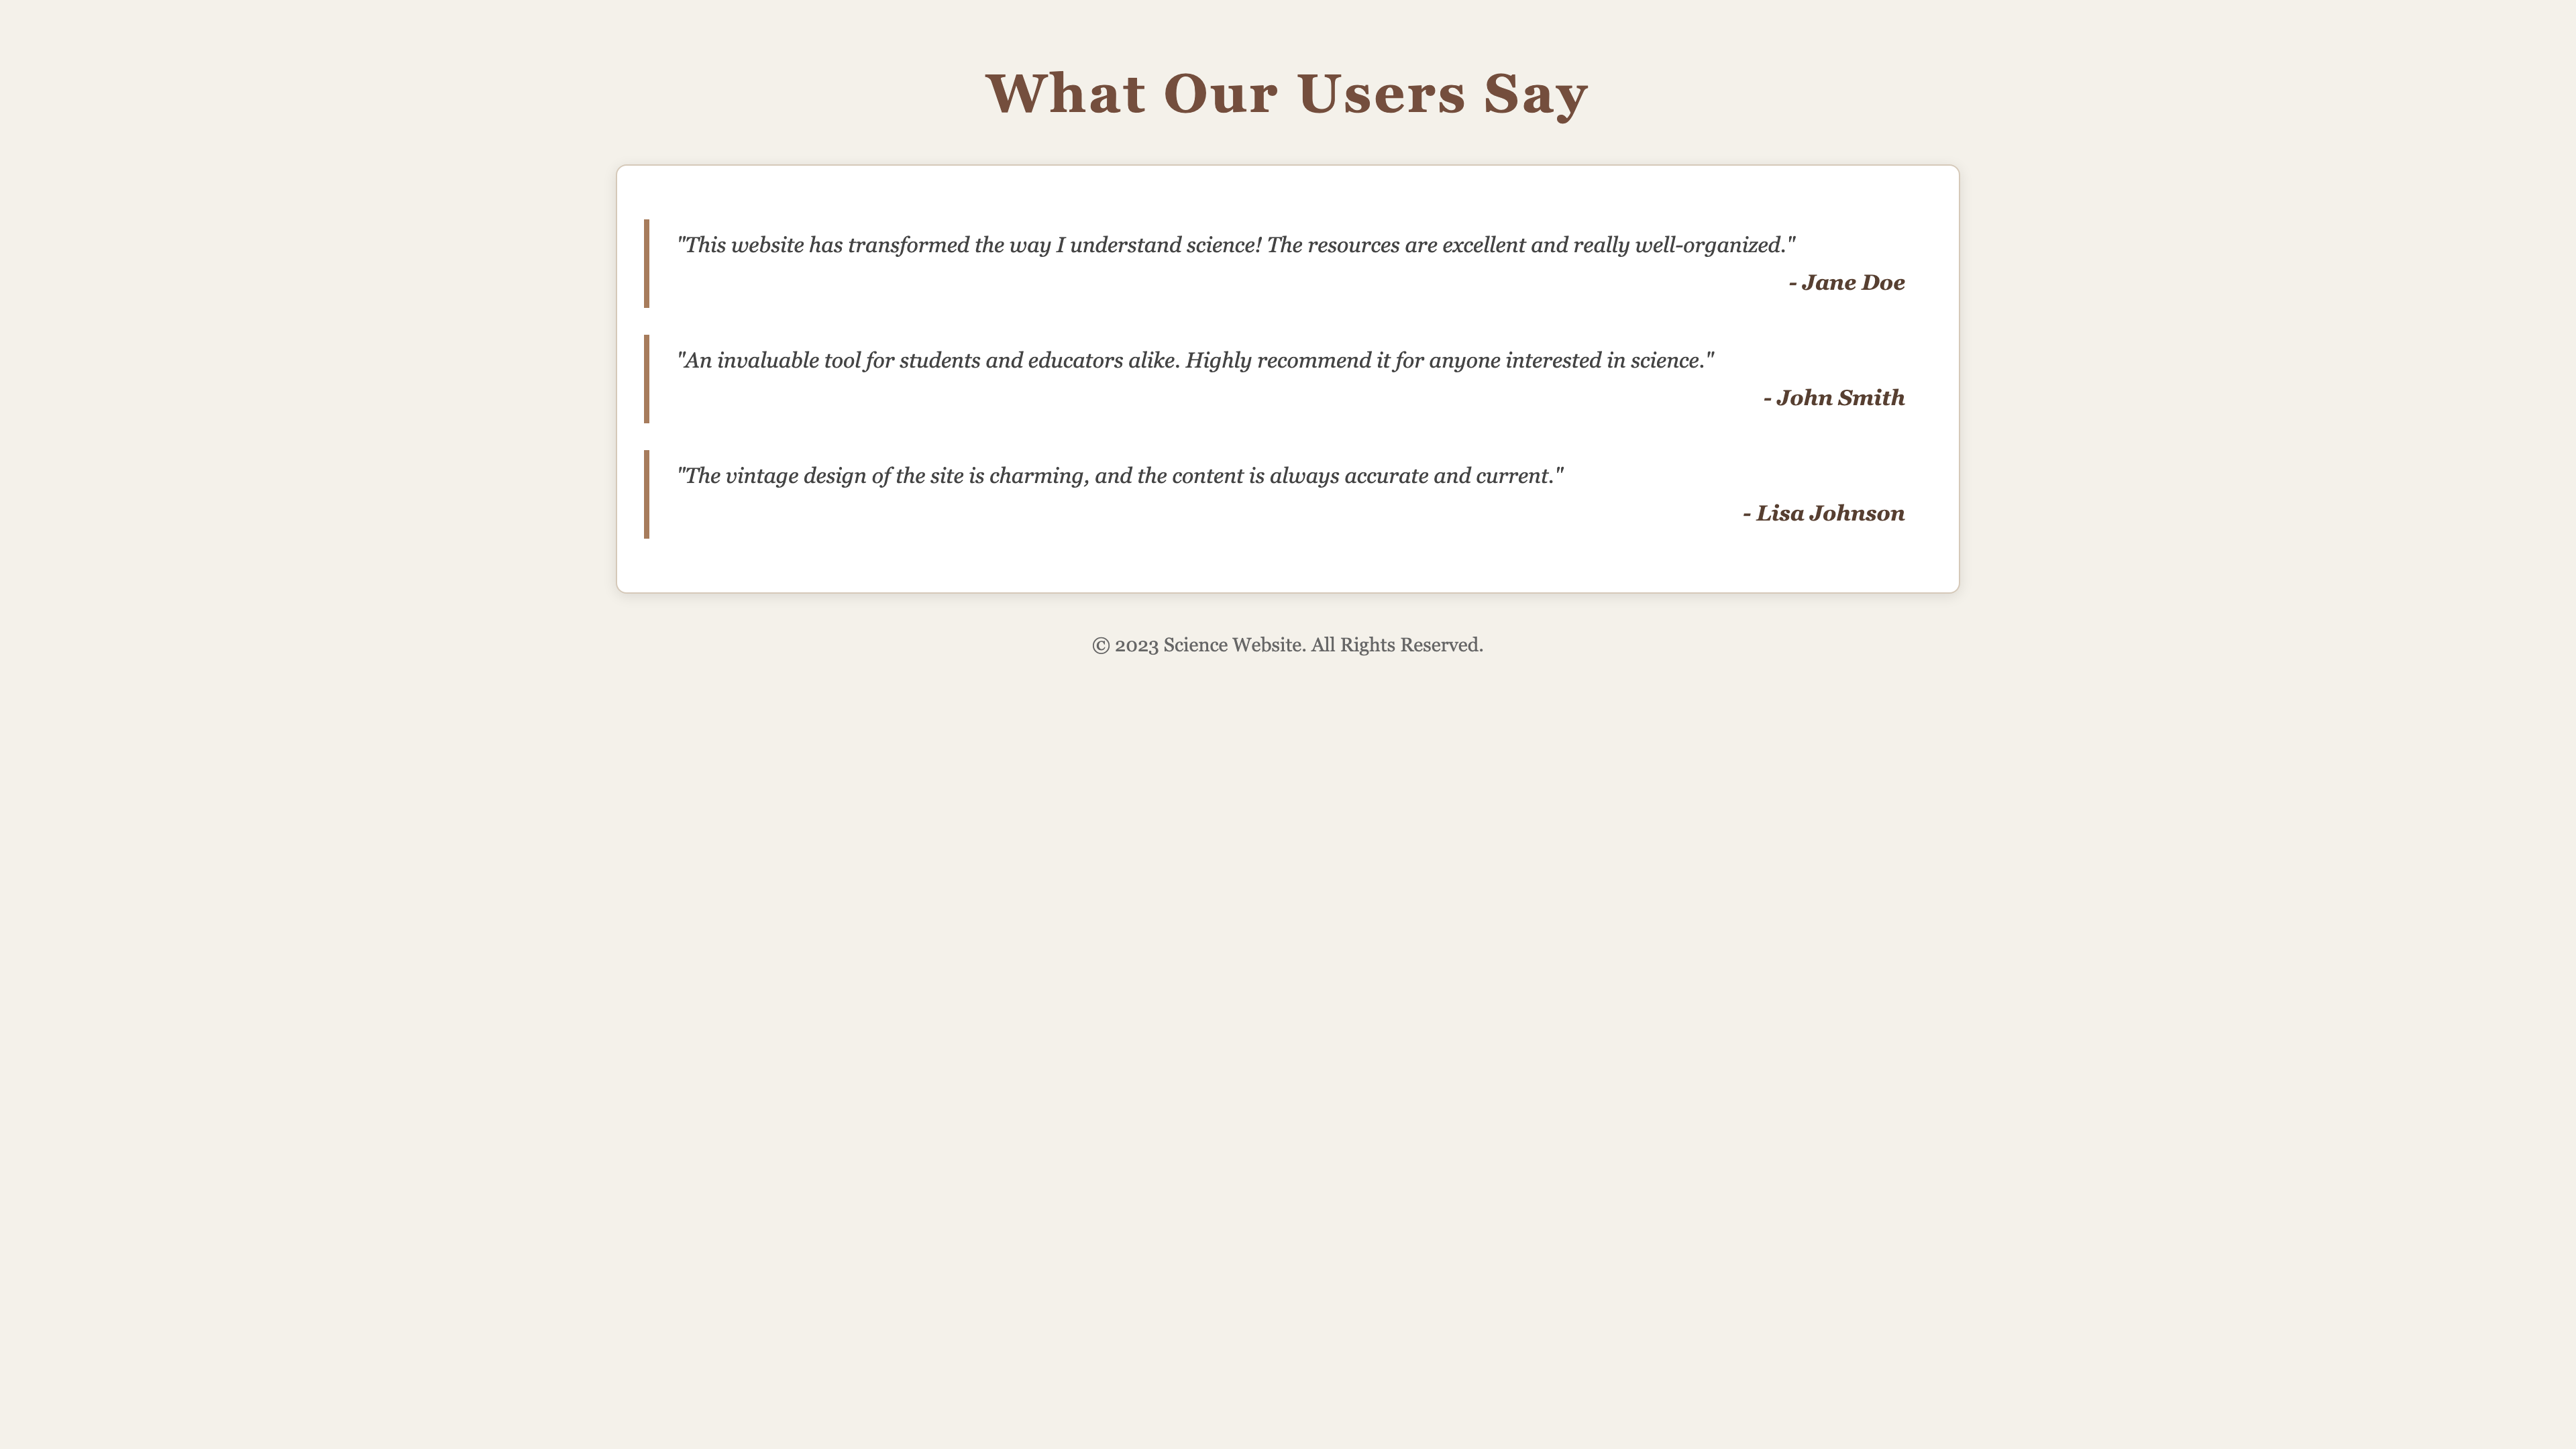 What Our Users Say
"This website has transformed the way I understand science! The resources are excellent and really well-organized."
- Jane Doe
"An invaluable tool for students and educators alike. Highly recommend it for anyone interested in science."
- John Smith
"The vintage design of the site is charming, and the content is always accurate and current."
- Lisa Johnson
© 2023 Science Website. All Rights Reserved.